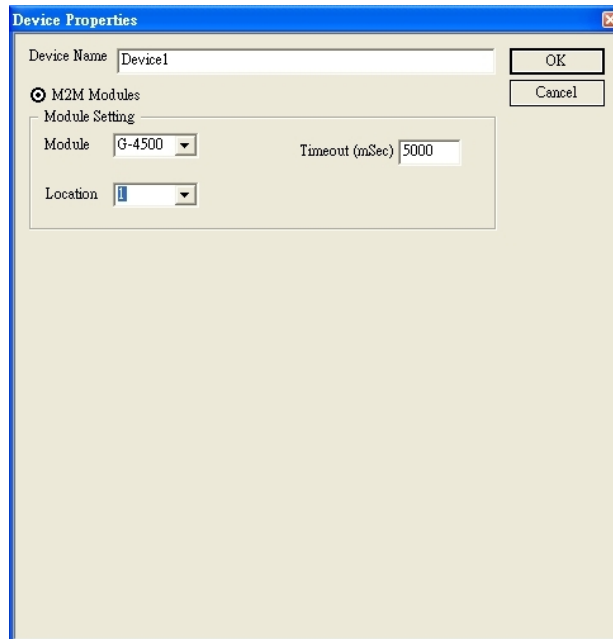 Device Properties
Device Name Device1
OK
Cancel
M2M Modules
Module Setting
Module G-4500
Timeout (mSec) 5000
Location 1